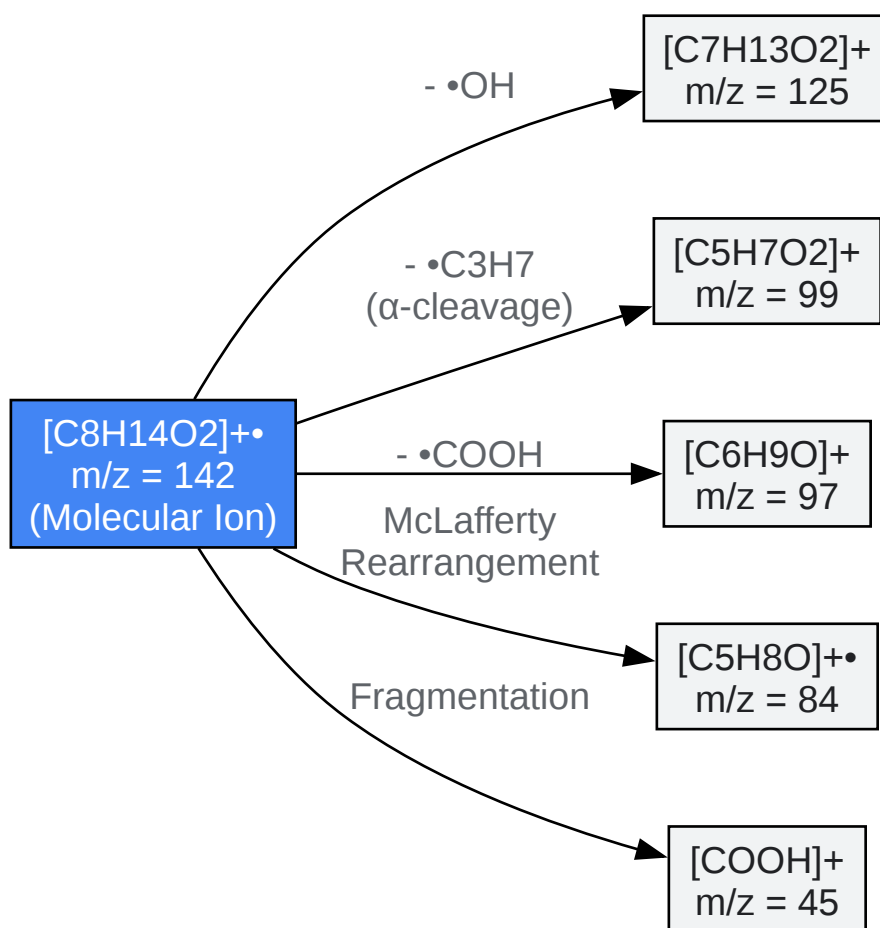 - •OH
[C7H13O2]+
m/z = 125
- •C3H7
(α-cleavage)
[C5H7O2]+
m/z = 99
[C8H14O2]+•
m/z = 142
(Molecular Ion)
- •COOH
[C6H9O]+
m/z = 97
McLafferty
Rearrangement
[C5H8O]+•
m/z = 84
Fragmentation
[COOH]+
m/z = 45